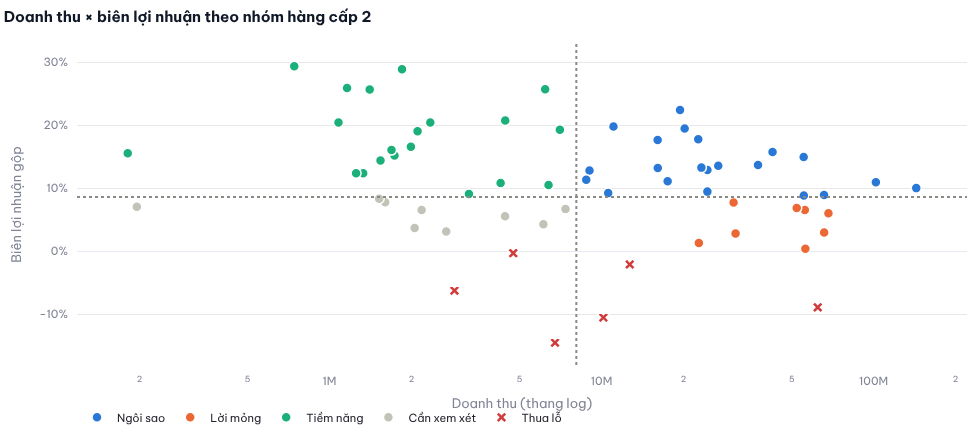 Doanh thu × biên lợi nhuận theo nhóm hàng cấp 2
Biên lợi nhuận gộp
30%
20%
10%
0%
−10%
2 5 1M 2 5 10M 2 5 100M 2
Doanh thu (thang log)
Ngôi sao Lời mỏng Tiềm năng Cần xem xét Thua lỗ